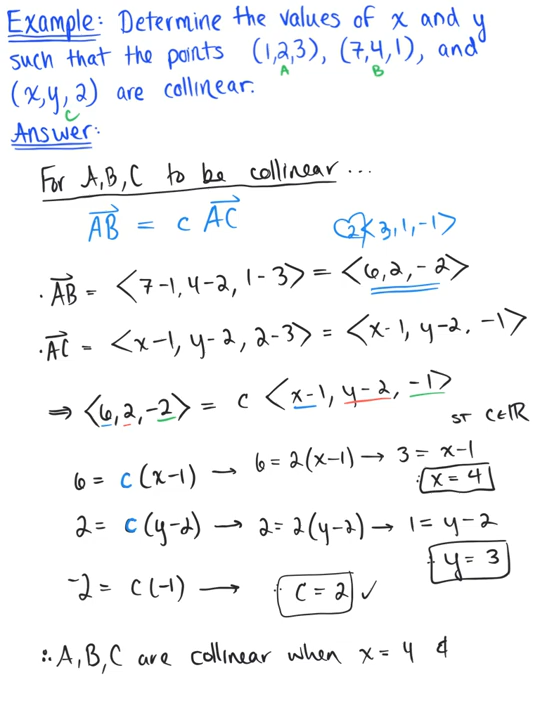 Example: Determine the values of x and y
such that the points (1,2,3), (7,4,1), and
A B
(x,y,2) are collinear.
C
Answer:
For A,B,C to be collinear...
AB⃗ = c AC⃗
2<3,1,-1>
· AB⃗ = <7-1, 4-2, 1-3> = <6,2,-2>
· AC⃗ = <x-1, y-2, 2-3> = <x-1, y-2, -1>
⇒ <6,2,-2> = c <x-1, y-2, -1>
st c∈ℝ
6 = c(x-1) → 6 = 2(x-1) → 3 = x-1
x = 4
2 = c(y-2) → 2 = 2(y-2) → 1 = y-2
y = 3
-2 = c(-1) → c = 2 ✓
∴ A,B,C are collinear when x = 4 &